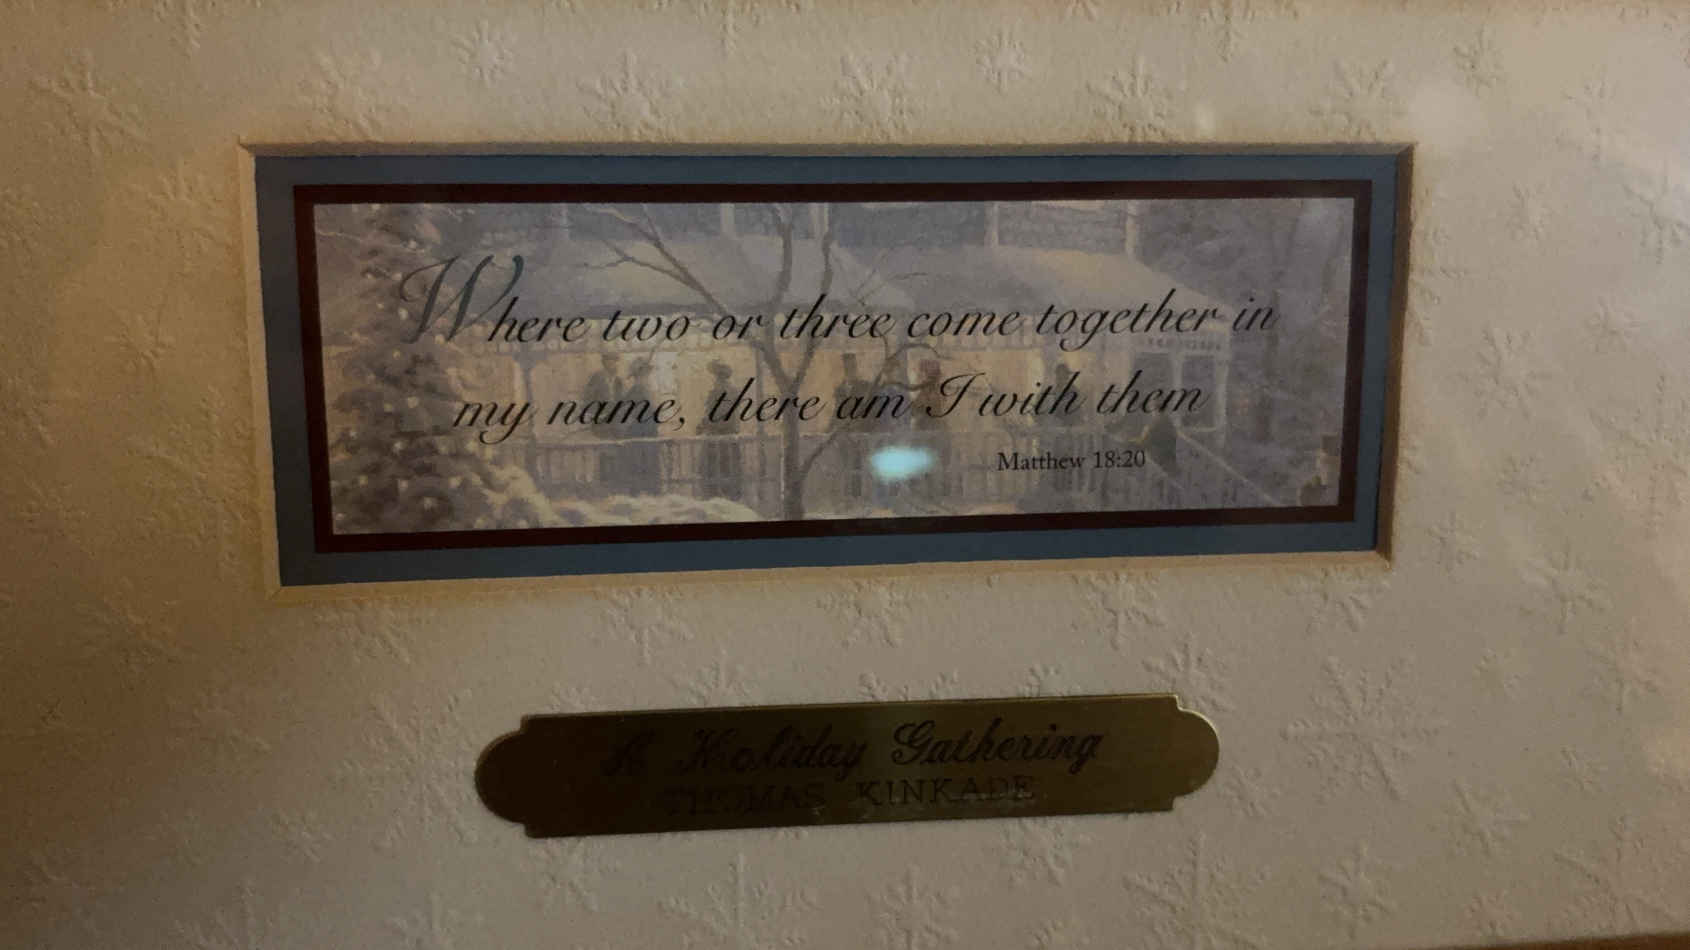 Where two or three come together in
my name, there am I with them
Matthew 18:20
A Holiday Gathering
THOMAS KINKADE